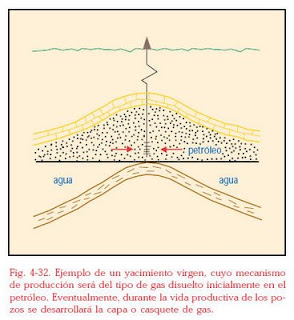 petróleo
agua agua
Fig. 4-32. Ejemplo de un yacimiento virgen, cuyo mecanismo
de producción será del tipo de gas disuelto inicialmente en el
petróleo. Eventualmente, durante la vida productiva de los po-
zos se desarrollará la capa o casquete de gas.